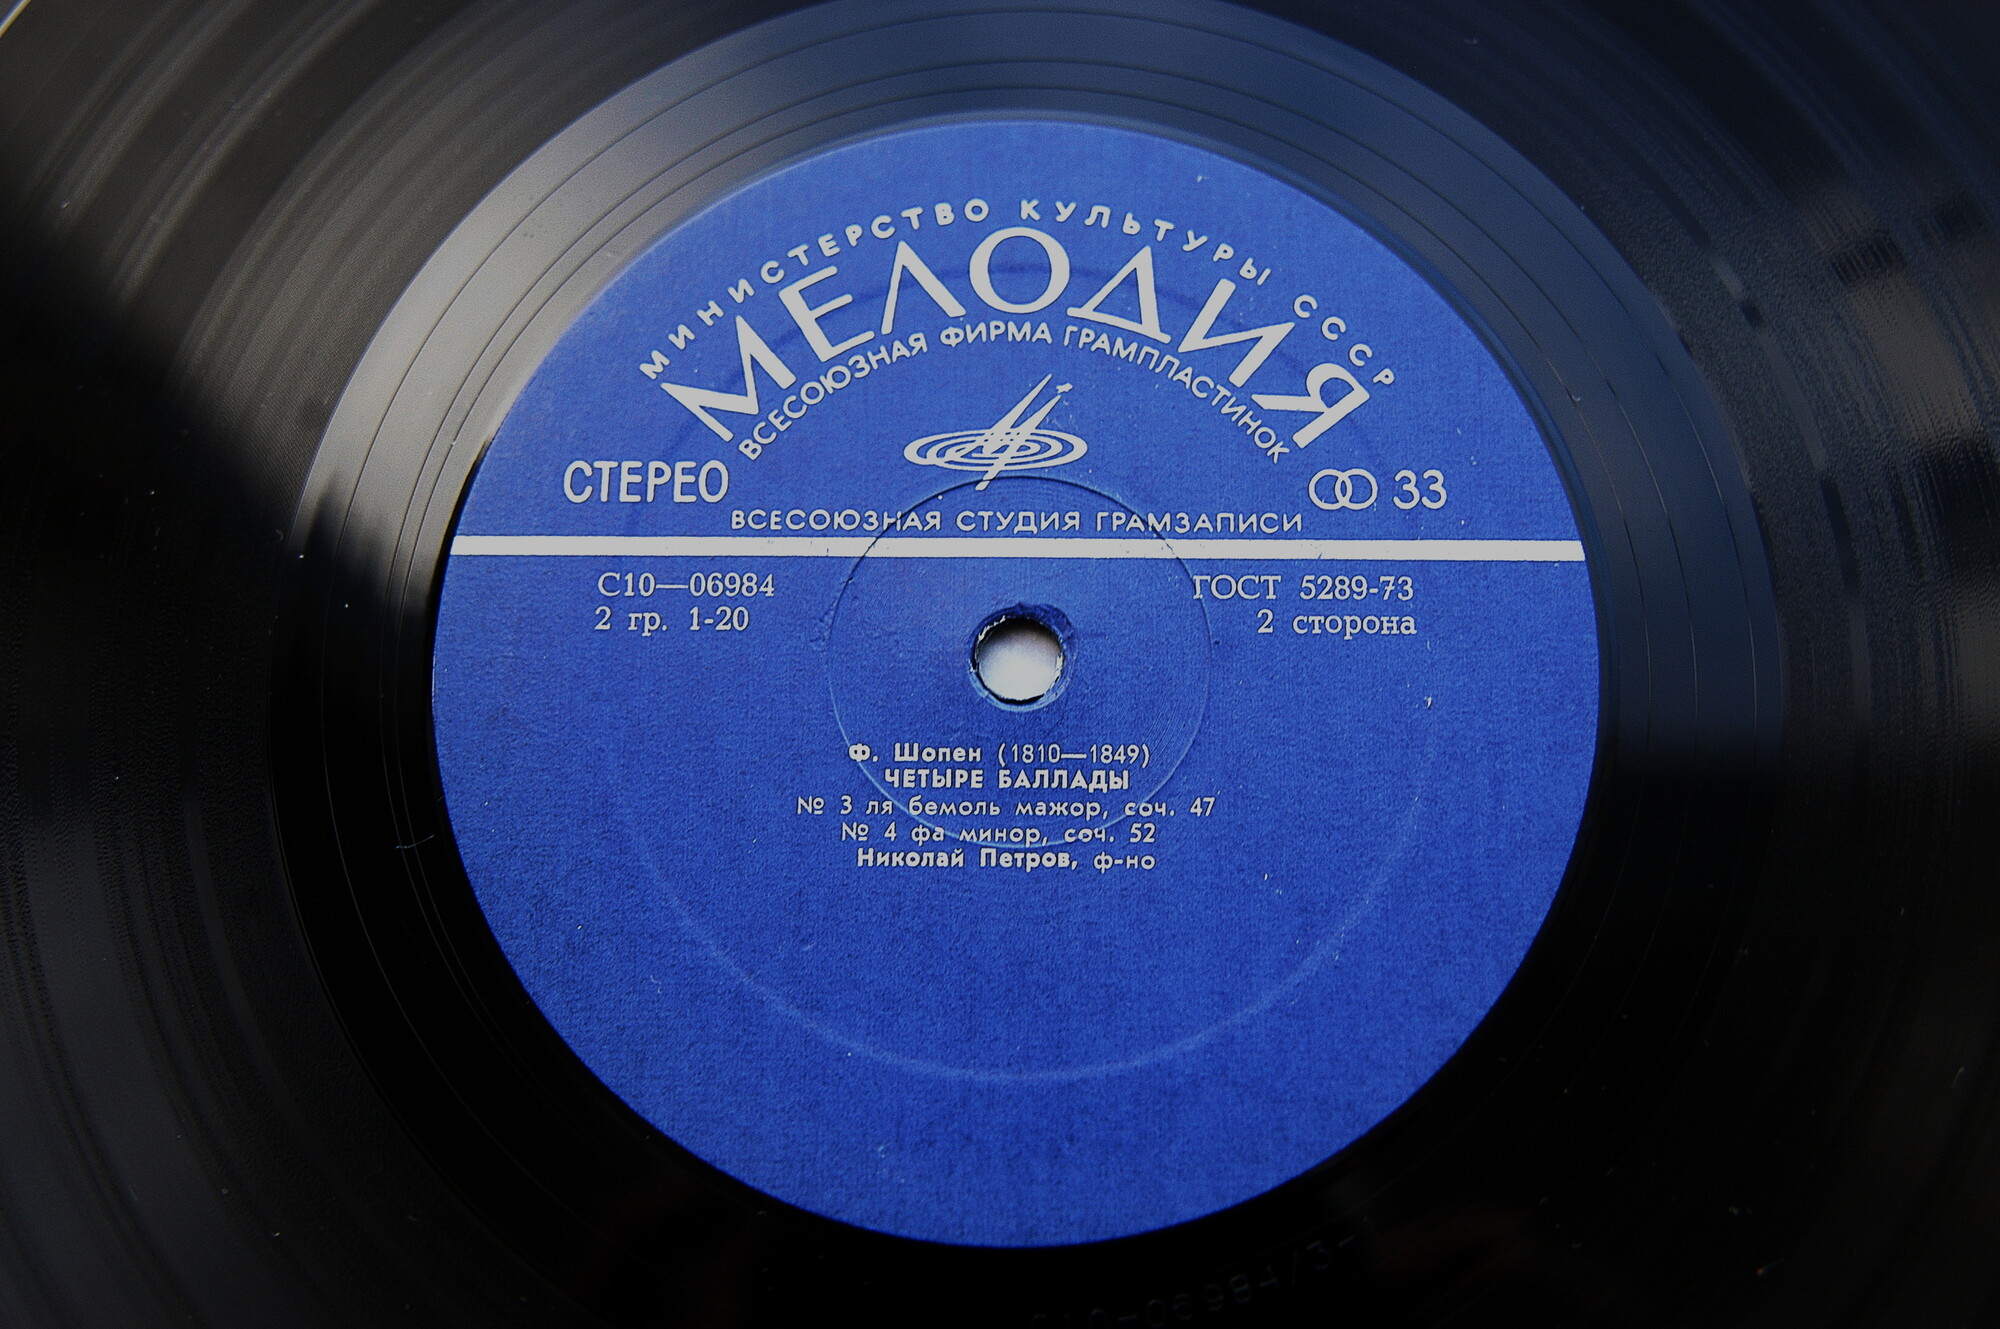 МИНИСТЕРСТВО КУЛЬТУРЫ СССР
МЕЛОДИЯ
ВСЕСОЮЗНАЯ ФИРМА ГРАМПЛАСТИНОК
СТЕРЕО
33
ВСЕСОЮЗНАЯ СТУДИЯ ГРАМЗАПИСИ
С10—06984
ГОСТ 5289-73
2 гр. 1-20
2 сторона
Ф. Шопен (1810—1849)
ЧЕТЫРЕ БАЛЛАДЫ
№ 3 ля бемоль мажор, соч. 47
№ 4 фа минор, соч. 52
Николай Петров, ф-но